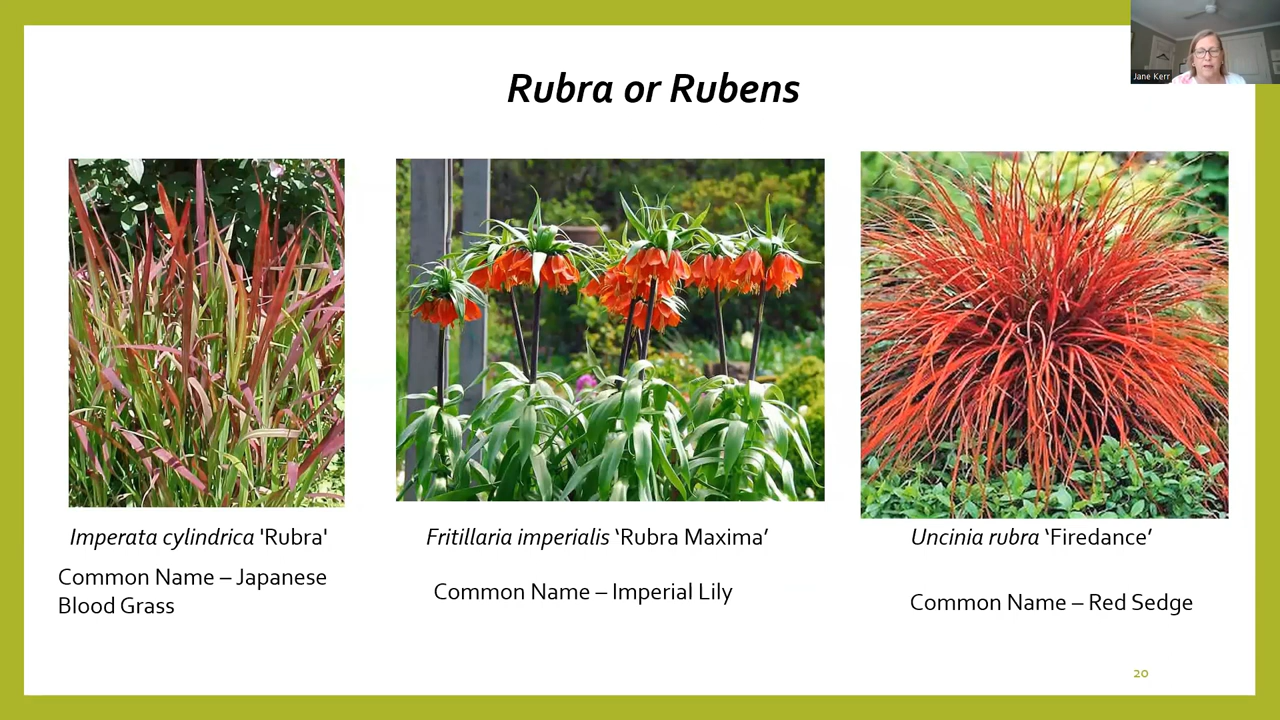 Jane Kerr
Rubra or Rubens
Imperata cylindrica 'Rubra'
Common Name – Japanese
Blood Grass
Fritillaria imperialis ‘Rubra Maxima’
Common Name – Imperial Lily
Uncinia rubra ‘Firedance’
Common Name – Red Sedge
20